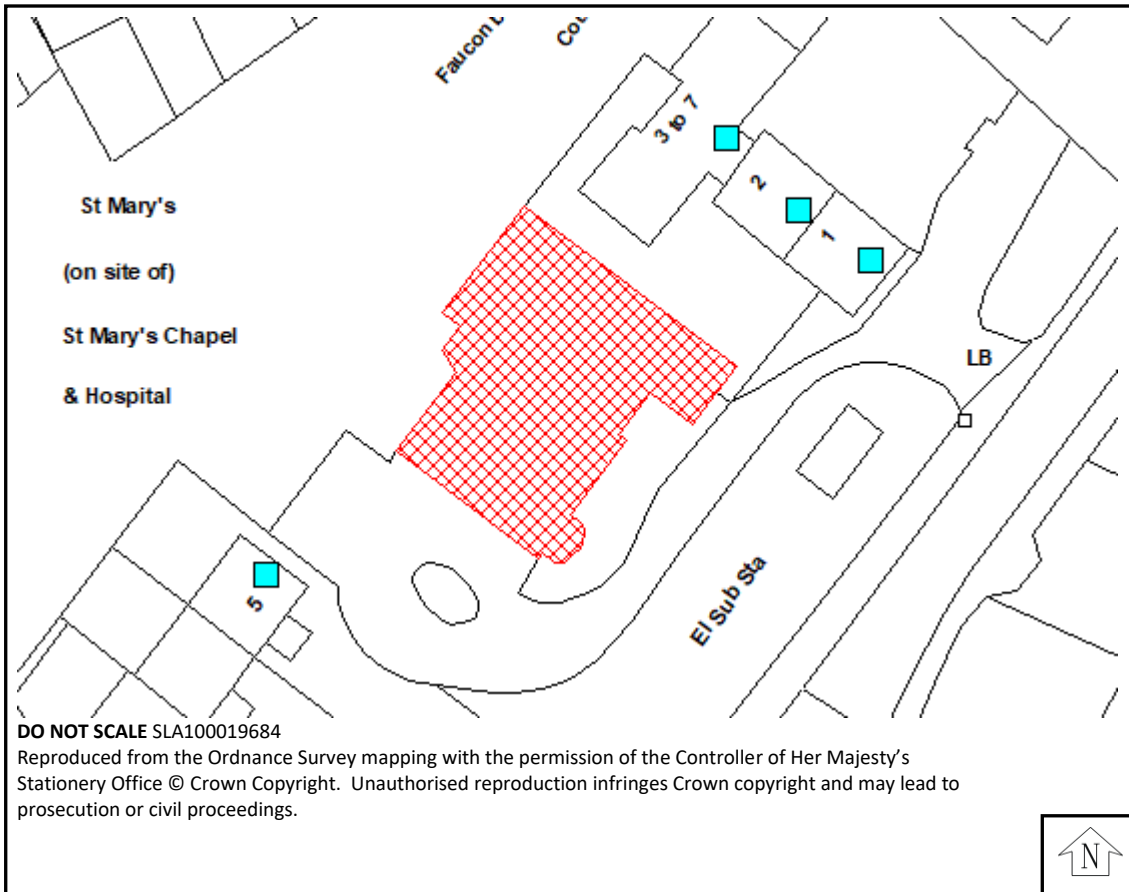 Faucon
3 to 7
2
1
St Mary's
(on site of)
St Mary's Chapel
& Hospital
LB
5
El Sub Sta
DO NOT SCALE SLA100019684
Reproduced from the Ordnance Survey mapping with the permission of the Controller of Her Majesty’s
Stationery Office © Crown Copyright. Unauthorised reproduction infringes Crown copyright and may lead to
prosecution or civil proceedings.
N